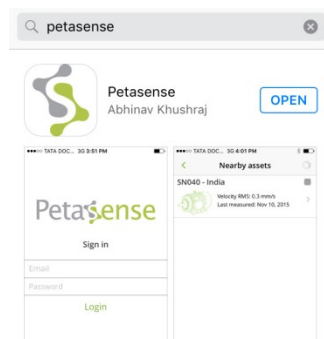 petasense
Petasense
Abhinav Khushraj
OPEN
TATA DOC... 3G 3:51 PM
Petasense
Sign in
Email
Password
Login
TATA DOC... 3G 4:01 PM
Nearby assets
SN040 - India
Velocity RMS: 0.3 mm/s
Last measured: Nov 10, 2015